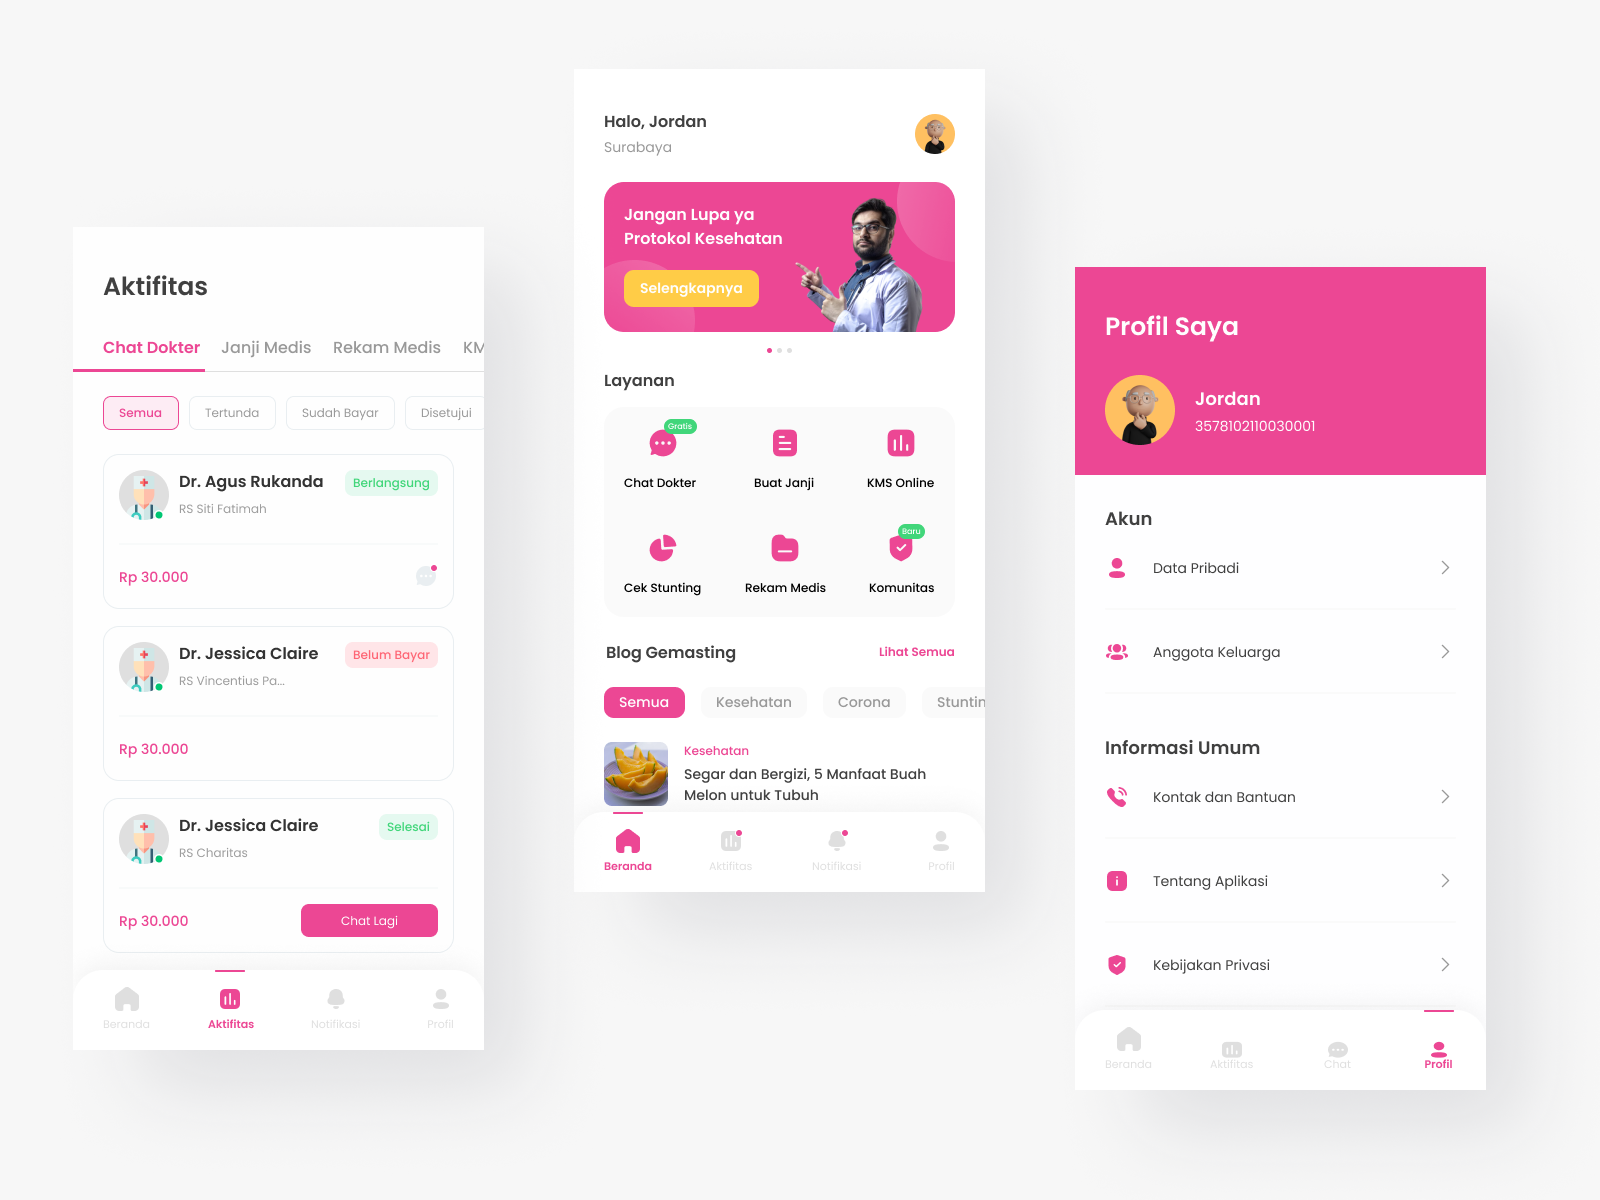 Aktifitas
Chat Dokter Janji Medis Rekam Medis KM
Semua Tertunda Sudah Bayar Disetujui
Dr. Agus Rukanda Berlangsung
RS Siti Fatimah
Rp 30.000
Dr. Jessica Claire Belum Bayar
RS Vincentius Pa...
Rp 30.000
Dr. Jessica Claire Selesai
RS Charitas
Rp 30.000 Chat Lagi
Beranda Aktifitas Notifikasi Profil
Halo, Jordan
Surabaya
Jangan Lupa ya
Protokol Kesehatan
Selengkapnya
Layanan
Gratis
Chat Dokter Buat Janji KMS Online
Baru
Cek Stunting Rekam Medis Komunitas
Blog Gemasting Lihat Semua
Semua Kesehatan Corona Stuntin
Kesehatan
Segar dan Bergizi, 5 Manfaat Buah
Melon untuk Tubuh
Beranda Aktifitas Notifikasi Profil
Profil Saya
Jordan
3578102110030001
Akun
Data Pribadi
Anggota Keluarga
Informasi Umum
Kontak dan Bantuan
Tentang Aplikasi
Kebijakan Privasi
Beranda Aktifitas Chat Profil